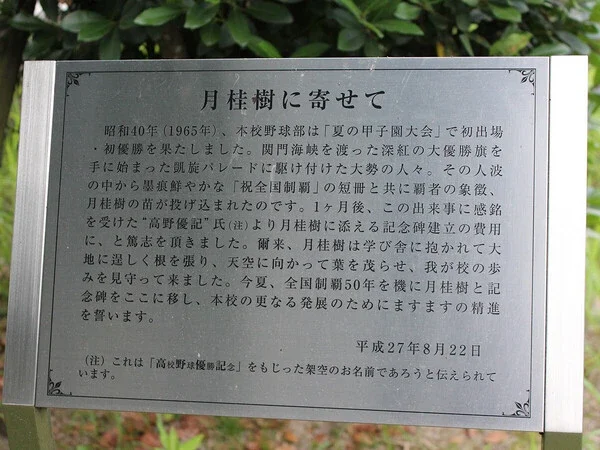 月桂樹に寄せて
昭和40年(1965年)、本校野球部は「夏の甲子園大会」で初出場
・初優勝を果たしました。関門海峡を渡った深紅の大優勝旗を
手に始まった凱旋パレードに駆け付けた大勢の人々。その人波
の中から墨痕鮮やかな「祝全国制覇」の短冊と共に覇者の象徴、
月桂樹の苗が投げ込まれたのです。1ヶ月後、この出来事に感銘
を受けた“高野優記”氏(注)より月桂樹に添える記念碑建立の費用
に、と篤志を頂きました。爾来、月桂樹は学び舎に抱かれて大
地に逞しく根を張り、天空に向かって葉を茂らせ、我が校の歩
みを見守って来ました。今夏、全国制覇50年を機に月桂樹と記
念碑をここに移し、本校の更なる発展のためにますますの精進
を誓います。
平成27年8月22日
(注)これは「高校野球優勝記念」をもじった架空のお名前であろうと伝えられて
います。